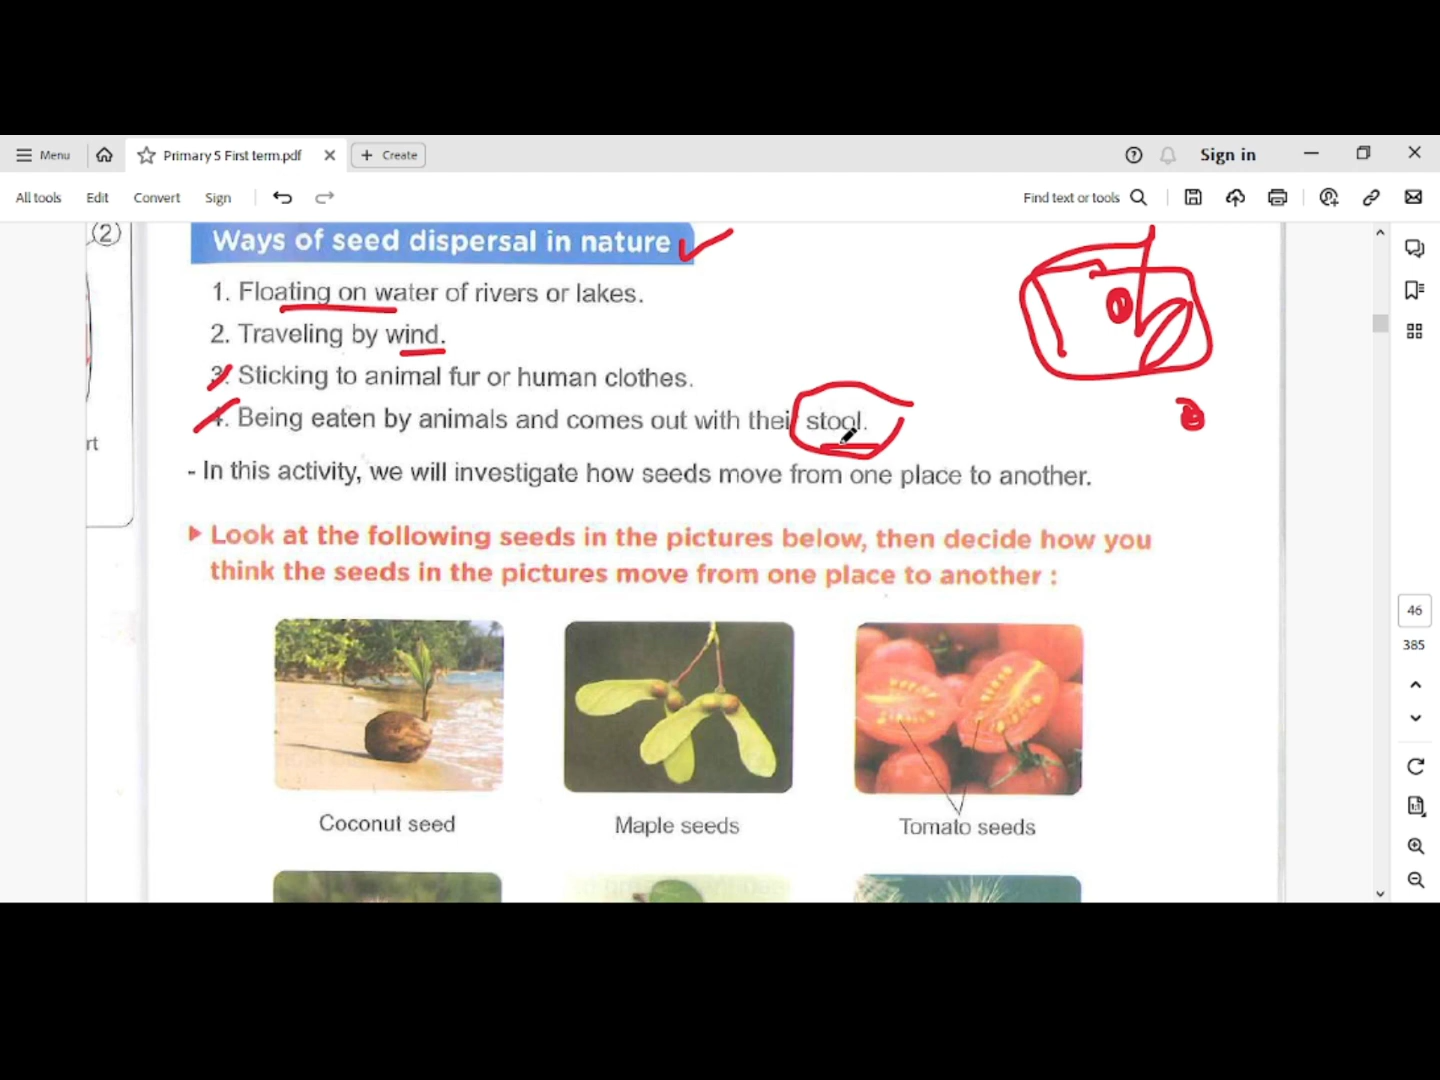 Menu
Primary 5 First term.pdf
Create
Sign in
All tools
Edit
Convert
Sign
Find text or tools
2
Ways of seed dispersal in nature
1. Floating on water of rivers or lakes.
2. Traveling by wind.
3. Sticking to animal fur or human clothes.
4. Being eaten by animals and comes out with their stool.
rt
- In this activity, we will investigate how seeds move from one place to another.
Look at the following seeds in the pictures below, then decide how you
think the seeds in the pictures move from one place to another :
Coconut seed
Maple seeds
Tomato seeds
46
385